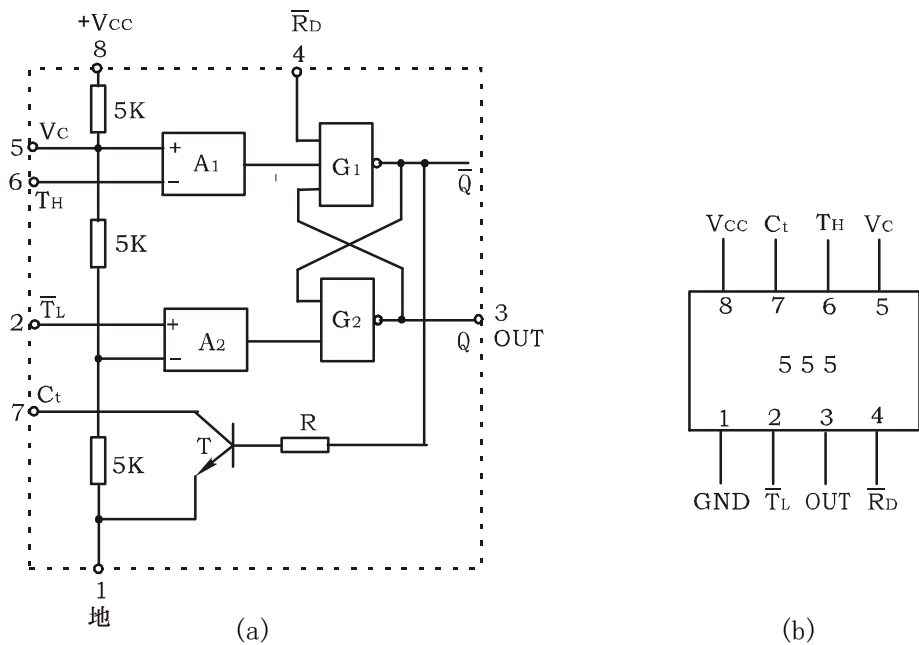 +VCC
8
R̅D
4
5K
5 VC
A1
+
−
G1
6
TH
Q̅
5K
2 T̅L
A2
+
−
G2
3
Q OUT
7 Ct
T
R
5K
1
地
(a)
VCC Ct TH VC
8 7 6 5
5 5 5
1 2 3 4
GND T̅L OUT R̅D
(b)